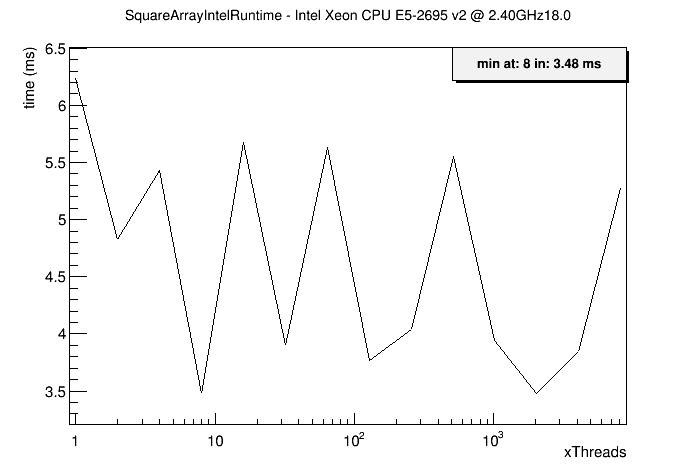 SquareArrayIntelRuntime - Intel Xeon CPU E5-2695 v2 @ 2.40GHz18.0
min at: 8 in: 3.48 ms
time (ms)
6.5
6
5.5
5
4.5
4
3.5
1
10
10²
10³
xThreads